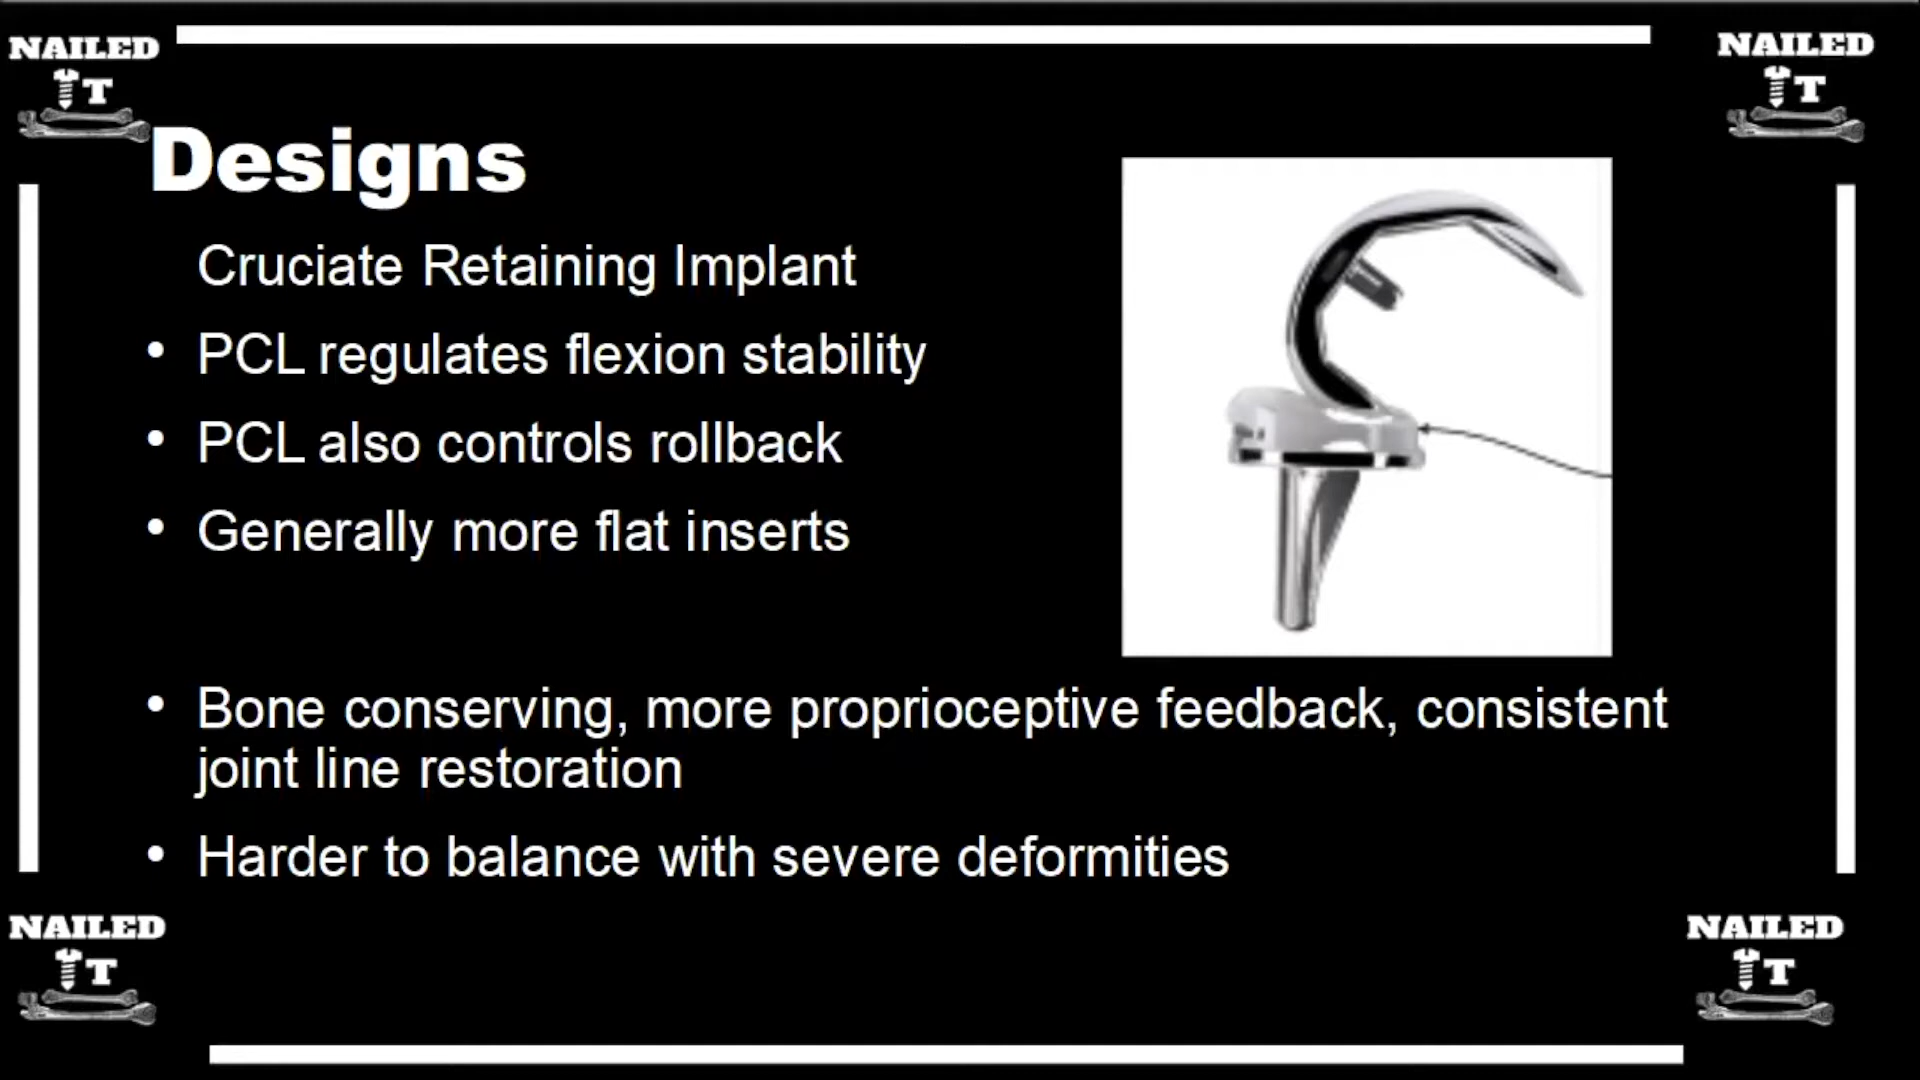 NAILED
IT
NAILED
IT
Designs
Cruciate Retaining Implant
• PCL regulates flexion stability
• PCL also controls rollback
• Generally more flat inserts
• Bone conserving, more proprioceptive feedback, consistent
joint line restoration
• Harder to balance with severe deformities
NAILED
IT
NAILED
IT